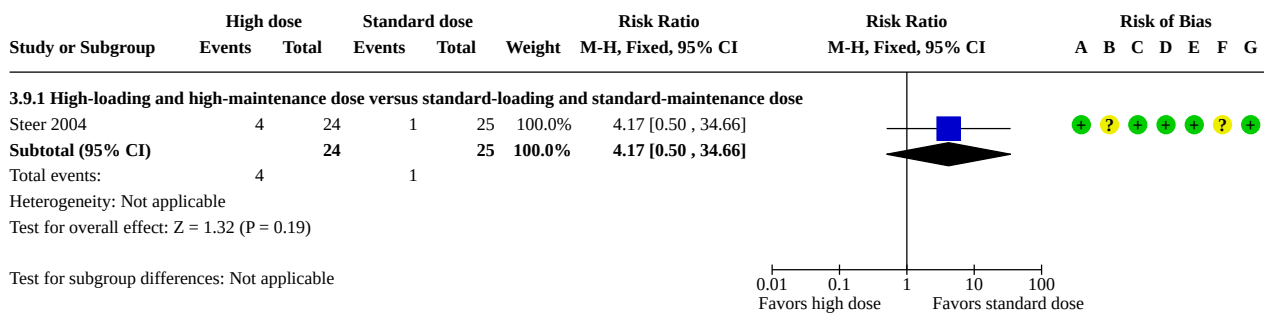 High dose Standard dose Risk Ratio Risk Ratio Risk of Bias
Study or Subgroup Events Total Events Total Weight M-H, Fixed, 95% CI M-H, Fixed, 95% CI A B C D E F G
3.9.1 High-loading and high-maintenance dose versus standard-loading and standard-maintenance dose
Steer 2004 4 24 1 25 100.0% 4.17 [0.50 , 34.66] + ? + + + ? +
Subtotal (95% CI) 24 25 100.0% 4.17 [0.50 , 34.66]
Total events: 4 1
Heterogeneity: Not applicable
Test for overall effect: Z = 1.32 (P = 0.19)
Test for subgroup differences: Not applicable
0.01 0.1 1 10 100
Favors high dose Favors standard dose